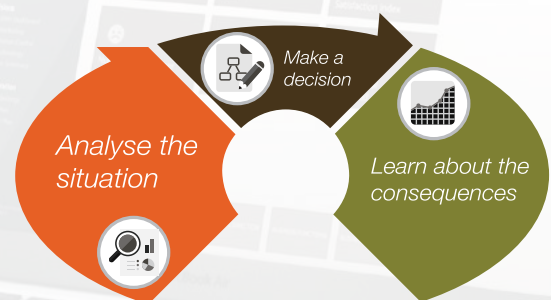 Make a
decision
Analyse the
situation
Learn about the
consequences